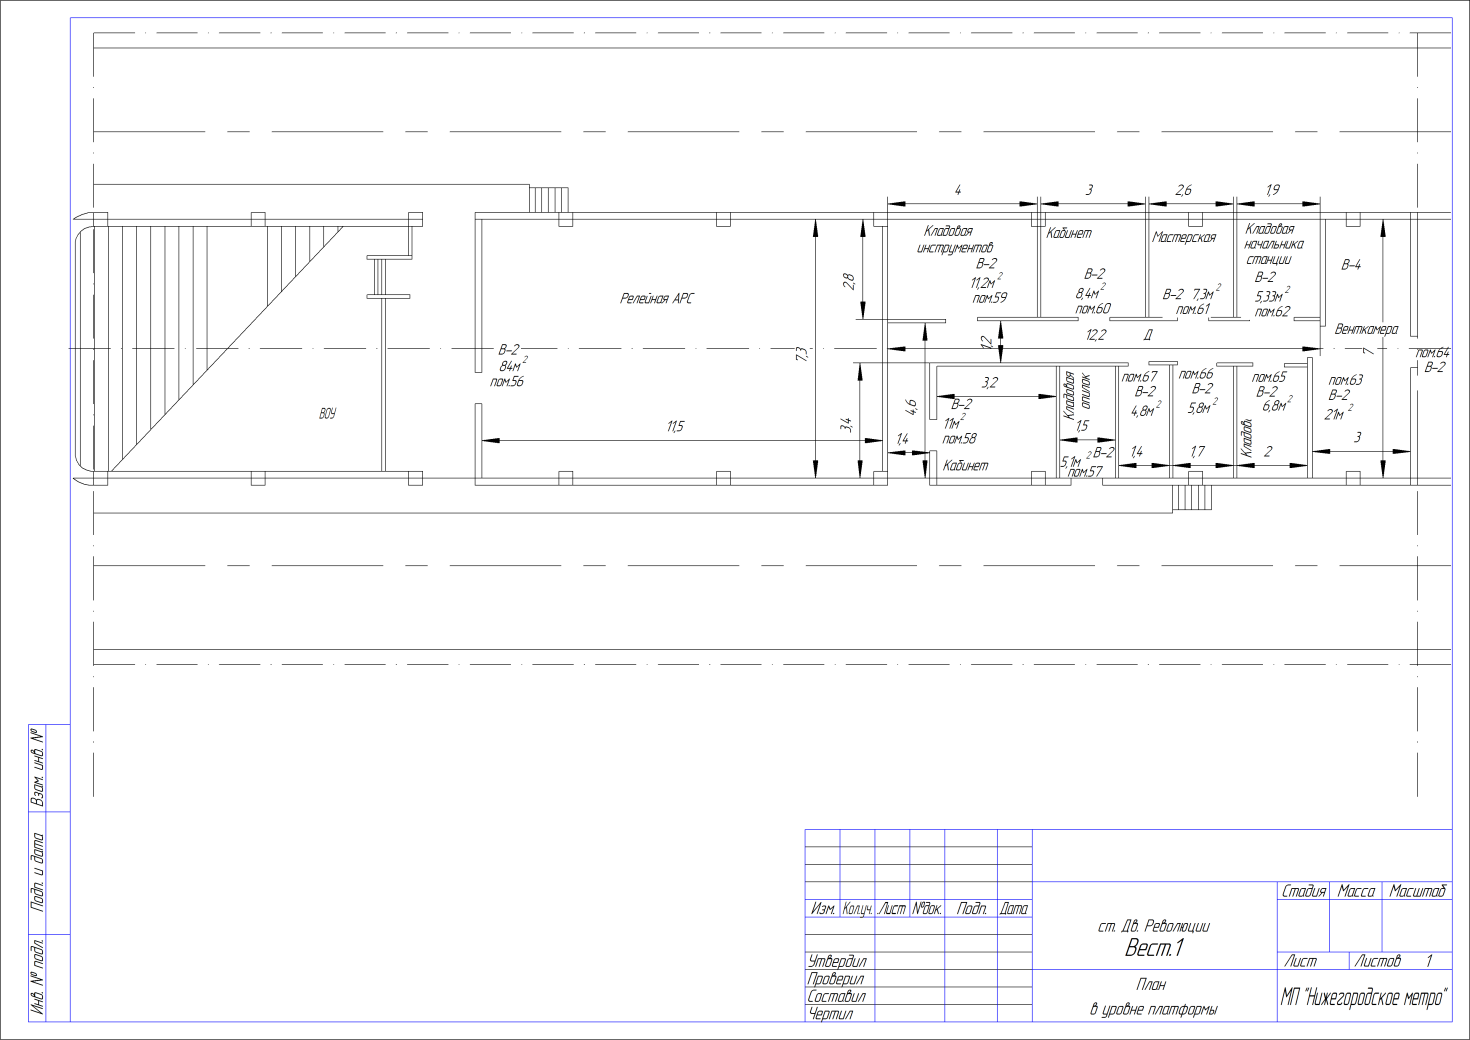 4
3
2,6
1,9
Кладовая
инструментов
В-2
11,2м²
пом.59
Кабинет
В-2
8,4м²
пом.60
Мастерская
В-2 7,3м²
пом.61
Кладовая
начальника
станции
В-2
5,33м²
пом.62
В-4
Венткамера
2,8
Релейная АРС
В-2
84м²
пом.56
7,3
1,2
12,2
Д
7
пом.64
В-2
ВОУ
11,5
3,4
4,6
1,4
3,2
В-2
11м²
пом.58
Кабинет
Кладовая
опилок
1,5
5,1м² В-2
пом.57
пом.67
В-2
4,8м²
1,4
пом.66
В-2
5,8м²
1,7
пом.65
В-2
6,8м²
Кладов.
2
пом.63
В-2
21м²
3
Взам. инв. №
Подп. и дата
Инв. № подл.
Изм. Кол.уч. Лист №док. Подп. Дата
Утвердил
Проверил
Составил
Чертил
ст. Дв. Революции
Вест.1
План
в уровне платформы
Стадия Масса Масштаб
Лист Листов 1
МП "Нижегородское метро"